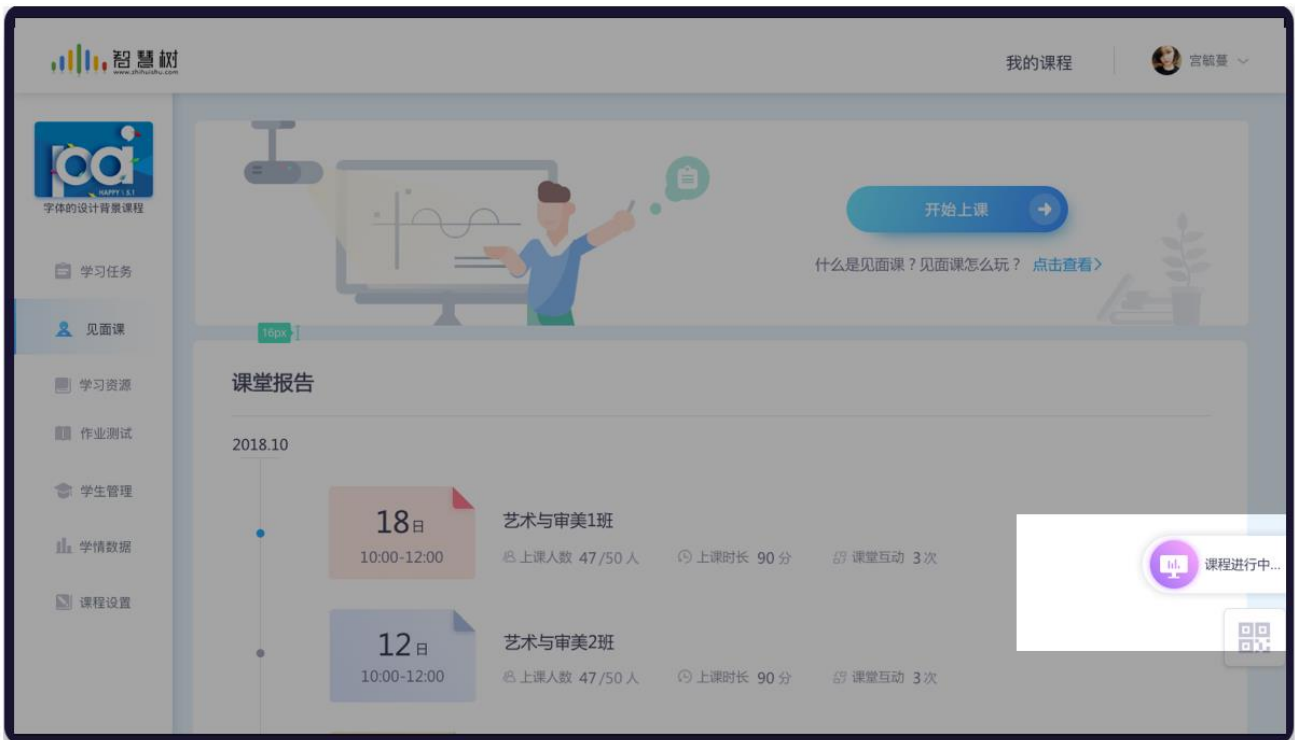 智慧树
www.zhihuishu.com
我的课程
宫毓蔓
pai
HAPPY 1 5.1
字体的设计背景课程
学习任务
见面课
学习资源
作业测试
学生管理
学情数据
课程设置
开始上课
什么是见面课？见面课怎么玩？ 点击查看>
16px
课堂报告
2018.10
18日
10:00-12:00
艺术与审美1班
上课人数 47/50人 上课时长 90分 课堂互动 3次
课程进行中...
12日
10:00-12:00
艺术与审美2班
上课人数 47/50人 上课时长 90分 课堂互动 3次